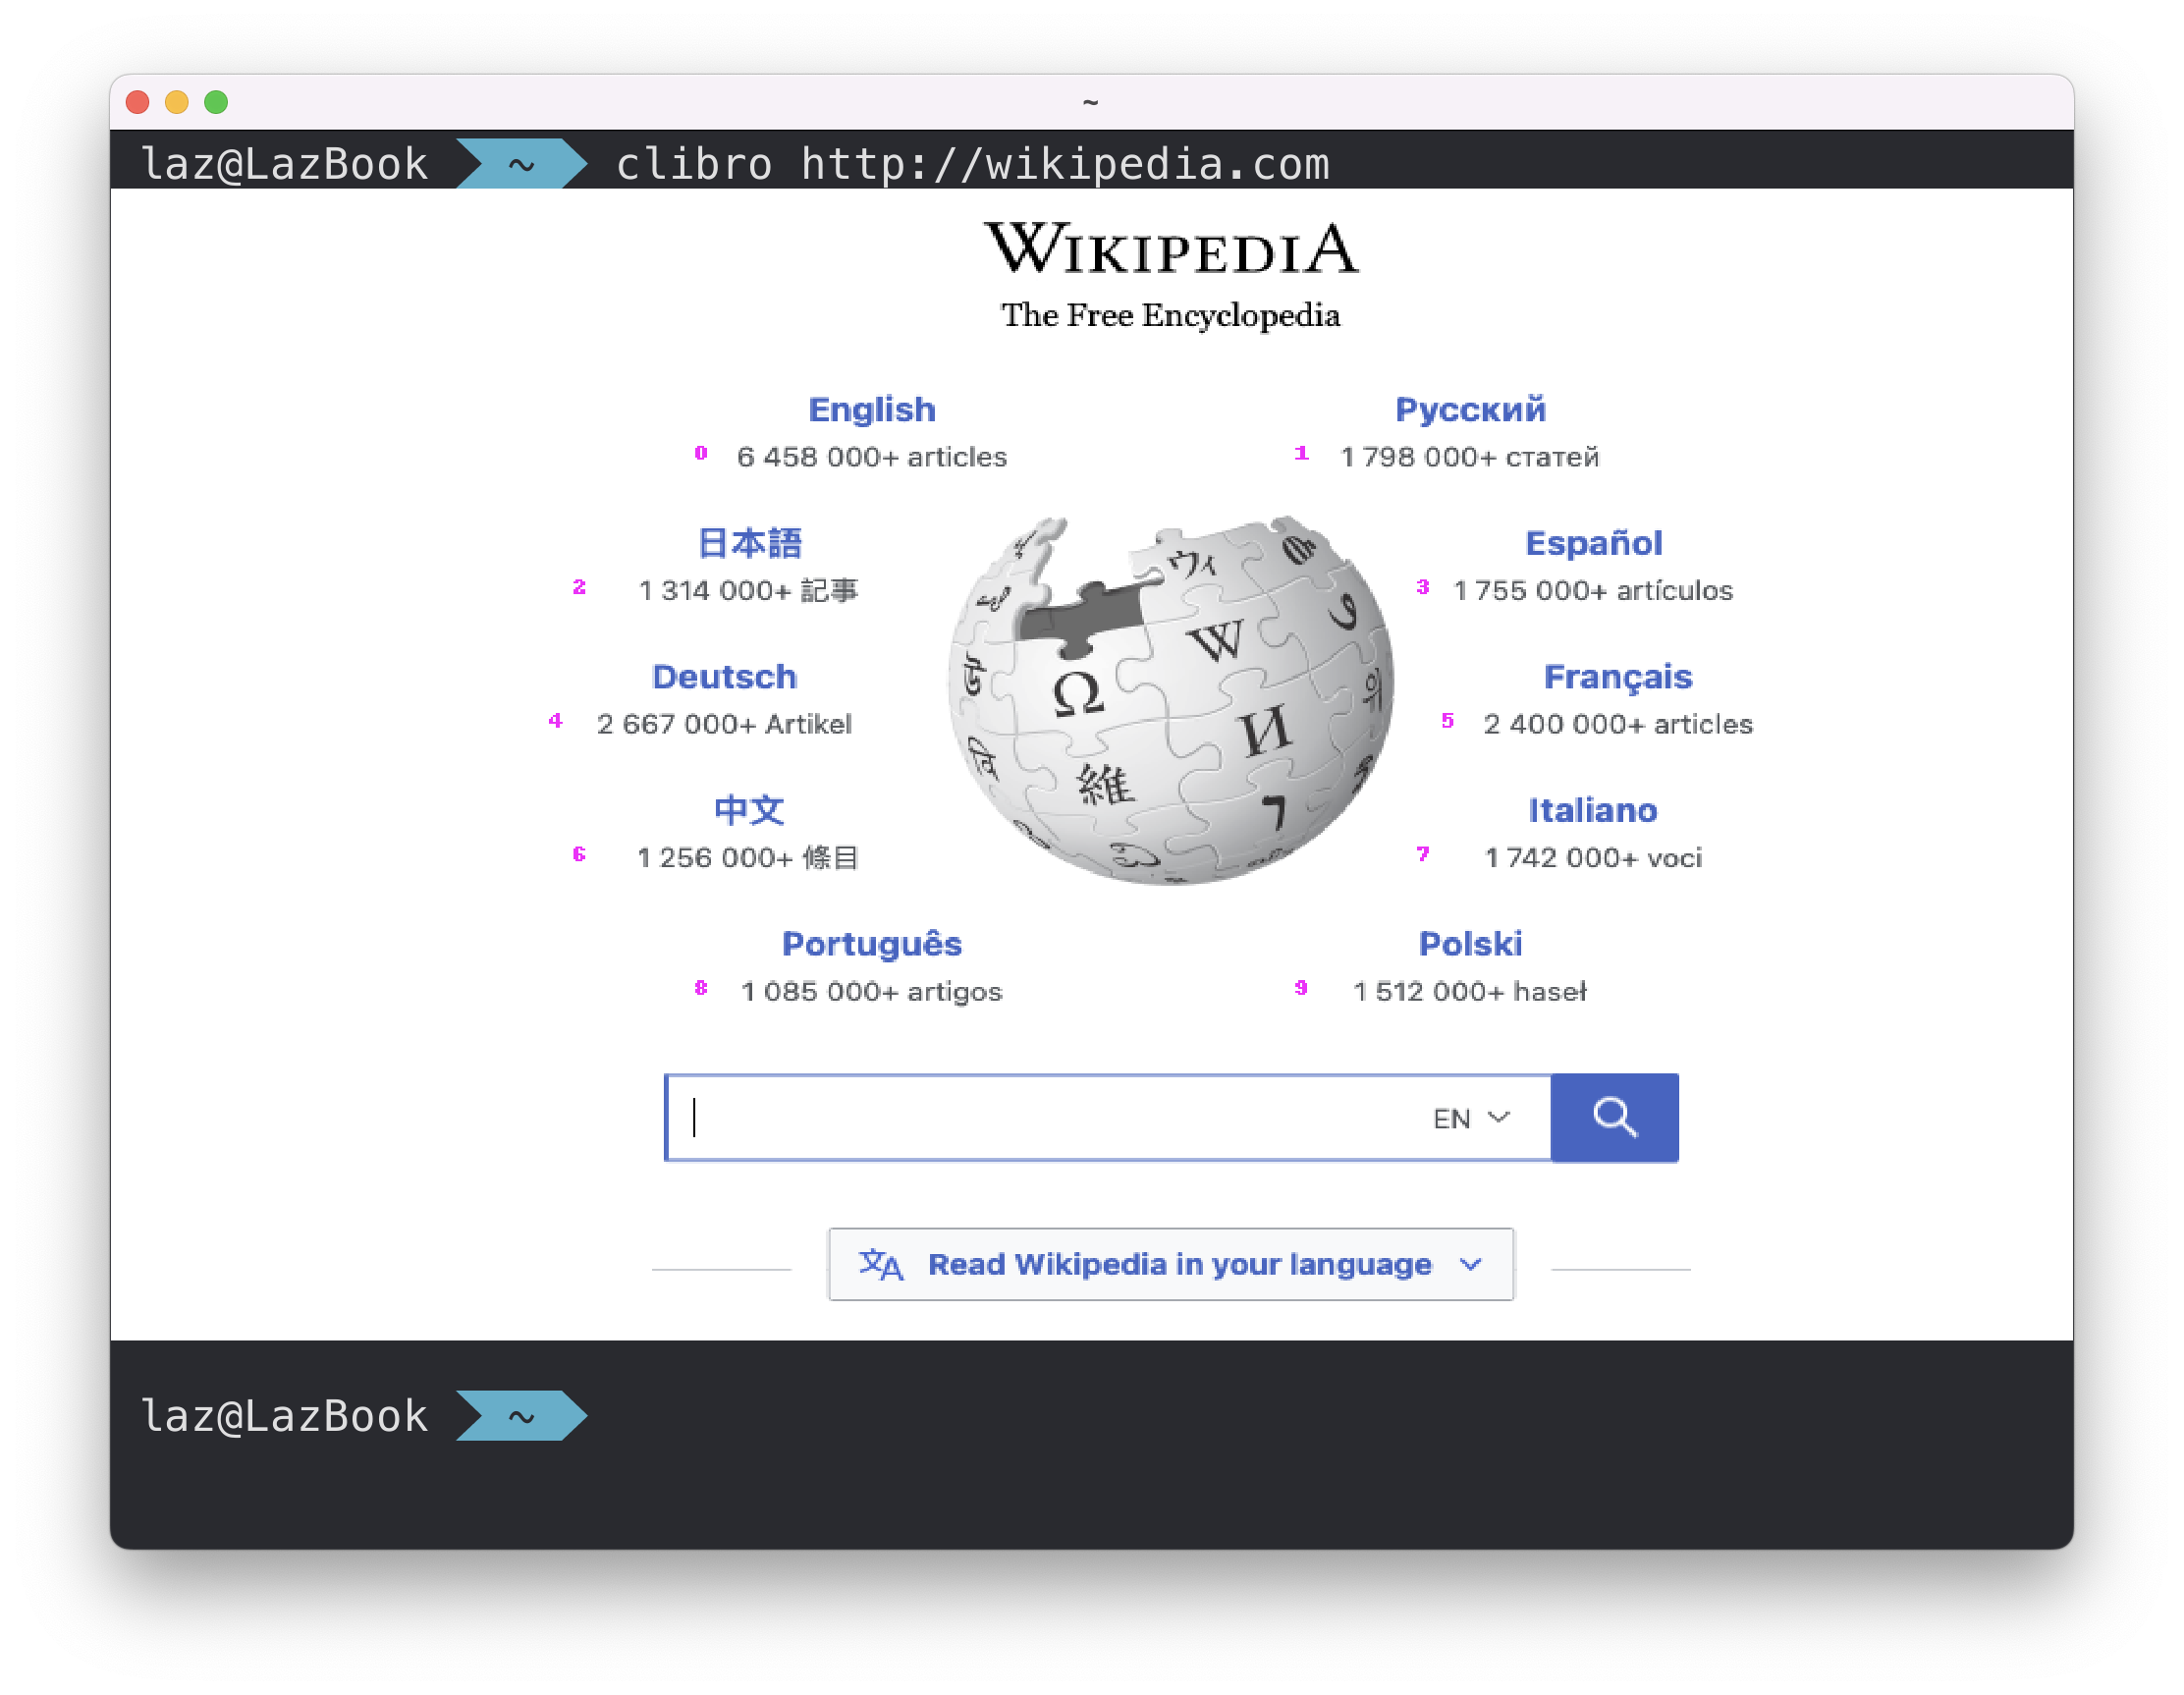 ~
laz@LazBook ~ clibro http://wikipedia.com
WIKIPEDIA
The Free Encyclopedia
English
0 6 458 000+ articles
Русский
1 1 798 000+ статей
日本語
2 1 314 000+ 記事
Español
3 1 755 000+ artículos
Deutsch
4 2 667 000+ Artikel
Français
5 2 400 000+ articles
中文
6 1 256 000+ 條目
Italiano
7 1 742 000+ voci
Português
8 1 085 000+ artigos
Polski
9 1 512 000+ haseł
ウィ
W
Ω
И
維
EN
Read Wikipedia in your language
laz@LazBook ~